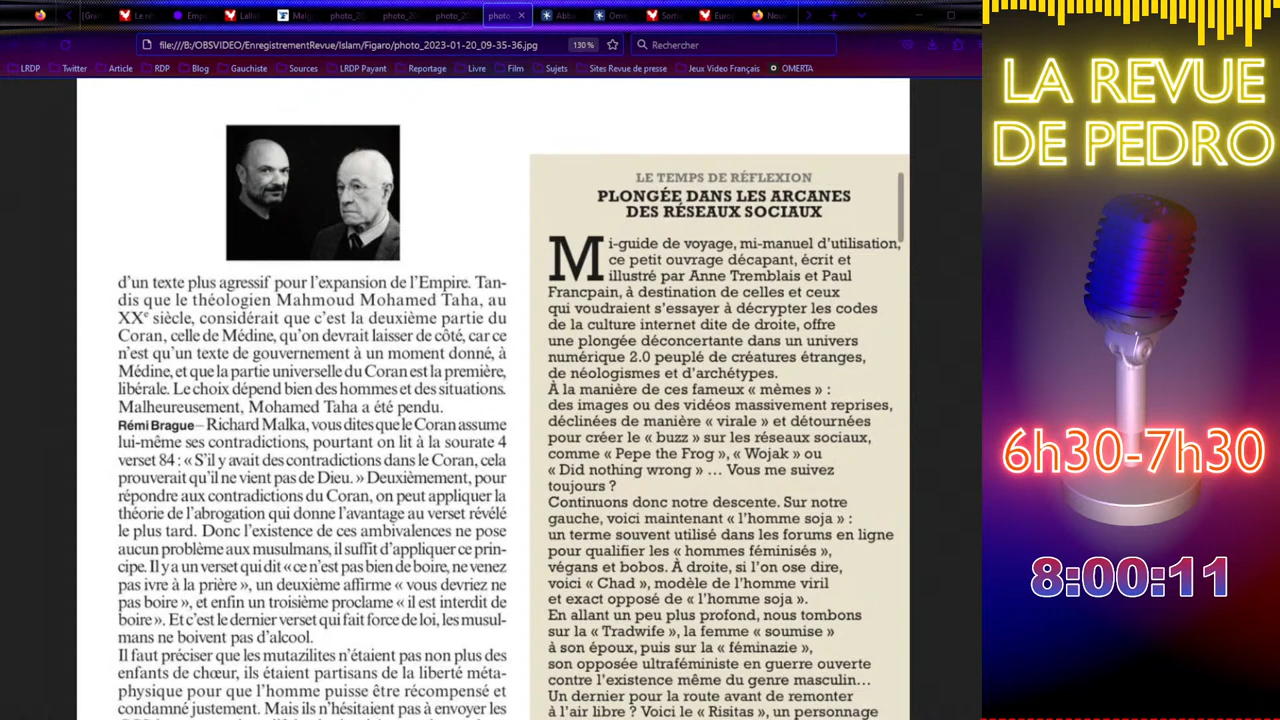 [Gra
Le ré
Empi
Lalla
Malg
photo_2
photo_2
photo_2
photo_
Abba
Ome
Sorti
Euro
Nouv
file:///B:/OBSVIDEO/EnregistrementRevue/Islam/Figaro/photo_2023-01-20_09-35-36.jpg
130 %
Rechercher
LRDP
Twitter
Article
RDP
Blog
Gauchiste
Sources
LRDP Payant
Reportage
Livre
Film
Sujets
Sites Revue de presse
Jeux Video Français
OMERTA
d'un texte plus agressif pour l'expansion de l'Empire. Tan-
dis que le théologien Mahmoud Mohamed Taha, au
XXe siècle, considérait que c'est la deuxième partie du
Coran, celle de Médine, qu'on devrait laisser de côté, car ce
n'est qu'un texte de gouvernement à un moment donné, à
Médine, et que la partie universelle du Coran est la première,
libérale. Le choix dépend bien des hommes et des situations.
Malheureusement, Mohamed Taha a été pendu.
Rémi Brague – Richard Malka, vous dites que le Coran assume
lui-même ses contradictions, pourtant on lit à la sourate 4
verset 84 : « S'il y avait des contradictions dans le Coran, cela
prouverait qu'il ne vient pas de Dieu. » Deuxièmement, pour
répondre aux contradictions du Coran, on peut appliquer la
théorie de l'abrogation qui donne l'avantage au verset révélé
le plus tard. Donc l'existence de ces ambivalences ne pose
aucun problème aux musulmans, il suffit d'appliquer ce prin-
cipe. Il y a un verset qui dit « ce n'est pas bien de boire, ne venez
pas ivre à la prière », un deuxième affirme « vous devriez ne
pas boire », et enfin un troisième proclame « il est interdit de
boire ». Et c'est le dernier verset qui fait force de loi, les musul-
mans ne boivent pas d'alcool.
Il faut préciser que les mutazilites n'étaient pas non plus des
enfants de chœur, ils étaient partisans de la liberté méta-
physique pour que l'homme puisse être récompensé et
condamné justement. Mais ils n'hésitaient pas à envoyer les
LE TEMPS DE RÉFLEXION
PLONGÉE DANS LES ARCANES
DES RÉSEAUX SOCIAUX
Mi-guide de voyage, mi-manuel d'utilisation,
ce petit ouvrage décapant, écrit et
illustré par Anne Tremblais et Paul
Francpain, à destination de celles et ceux
qui voudraient s'essayer à décrypter les codes
de la culture internet dite de droite, offre
une plongée déconcertante dans un univers
numérique 2.0 peuplé de créatures étranges,
de néologismes et d'archétypes.
À la manière de ces fameux « mèmes » :
des images ou des vidéos massivement reprises,
déclinées de manière « virale » et détournées
pour créer le « buzz » sur les réseaux sociaux,
comme « Pepe the Frog », « Wojak » ou
« Did nothing wrong » … Vous me suivez
toujours ?
Continuons donc notre descente. Sur notre
gauche, voici maintenant « l'homme soja » :
un terme souvent utilisé dans les forums en ligne
pour qualifier les « hommes féminisés »,
végans et bobos. À droite, si l'on ose dire,
voici « Chad », modèle de l'homme viril
et exact opposé de « l'homme soja ».
En allant un peu plus profond, nous tombons
sur la « Tradwife », la femme « soumise »
à son époux, puis sur la « féminazie »,
son opposée ultraféministe en guerre ouverte
contre l'existence même du genre masculin…
Un dernier pour la route avant de remonter
à l'air libre ? Voici le « Risitas », un personnage
LA REVUE
DE PEDRO
6h30-7h30
8:00:11